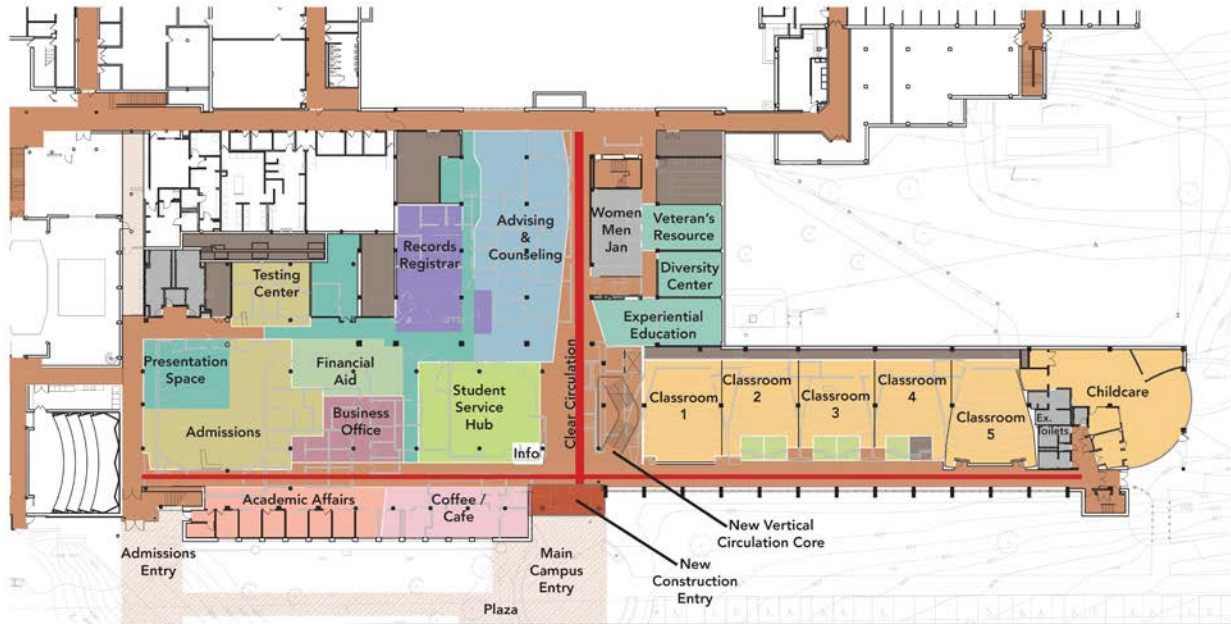 Women
Men
Jan
Veteran's
Resource
Advising
&
Counseling
Records
Registrar
Testing
Center
Diversity
Center
Experiential
Education
Presentation
Space
Financial
Aid
Student
Service
Hub
Clear Circulation
Classroom
1
Classroom
2
Classroom
3
Classroom
4
Classroom
5
Childcare
Ex.
Toilets
Business
Office
Admissions
Info
Academic Affairs
Coffee /
Cafe
New Vertical
Circulation Core
Admissions
Entry
Main
Campus
Entry
New
Construction
Entry
Plaza